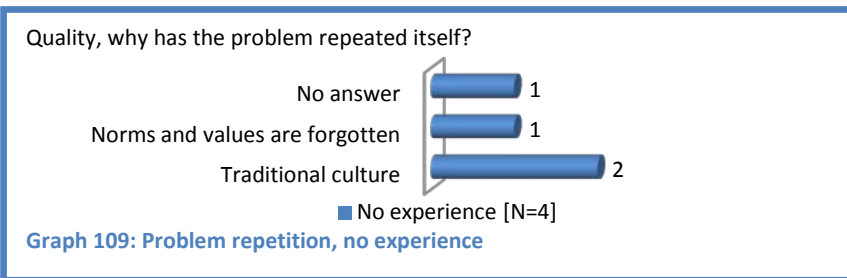 Quality, why has the problem repeated itself?
No answer 1
Norms and values are forgotten 1
Traditional culture 2
No experience [N=4]
Graph 109: Problem repetition, no experience